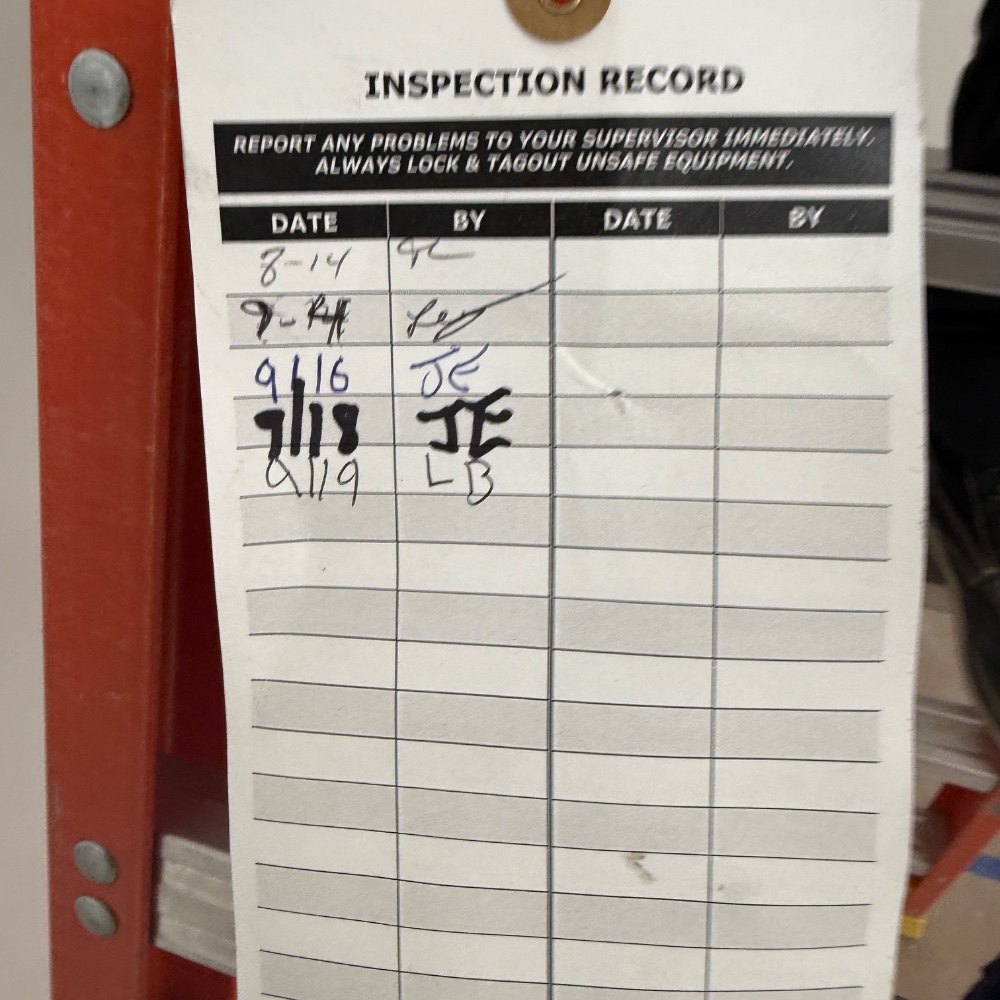 INSPECTION RECORD
REPORT ANY PROBLEMS TO YOUR SUPERVISOR IMMEDIATELY.
ALWAYS LOCK & TAGOUT UNSAFE EQUIPMENT.
DATE BY DATE BY
8-14
9-
9/16 JE
9/18 JE
9/19 LB